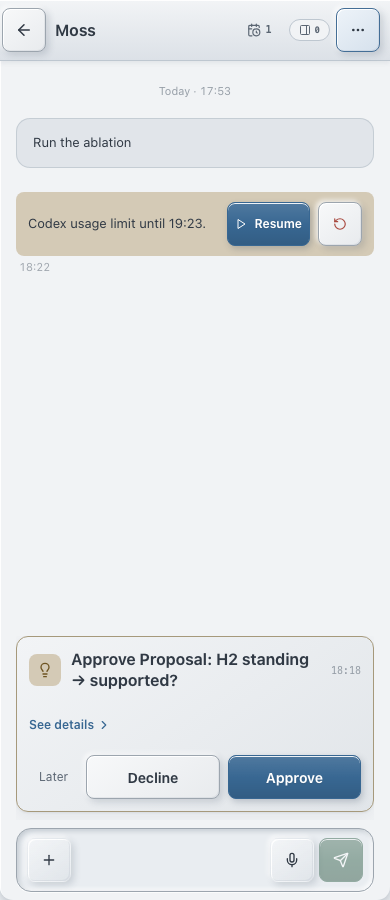 Moss
1
0
Today · 17:53
Run the ablation
Codex usage limit until 19:23.
Resume
18:22
Approve Proposal: H2 standing
→ supported?
18:18
See details
Later
Decline
Approve